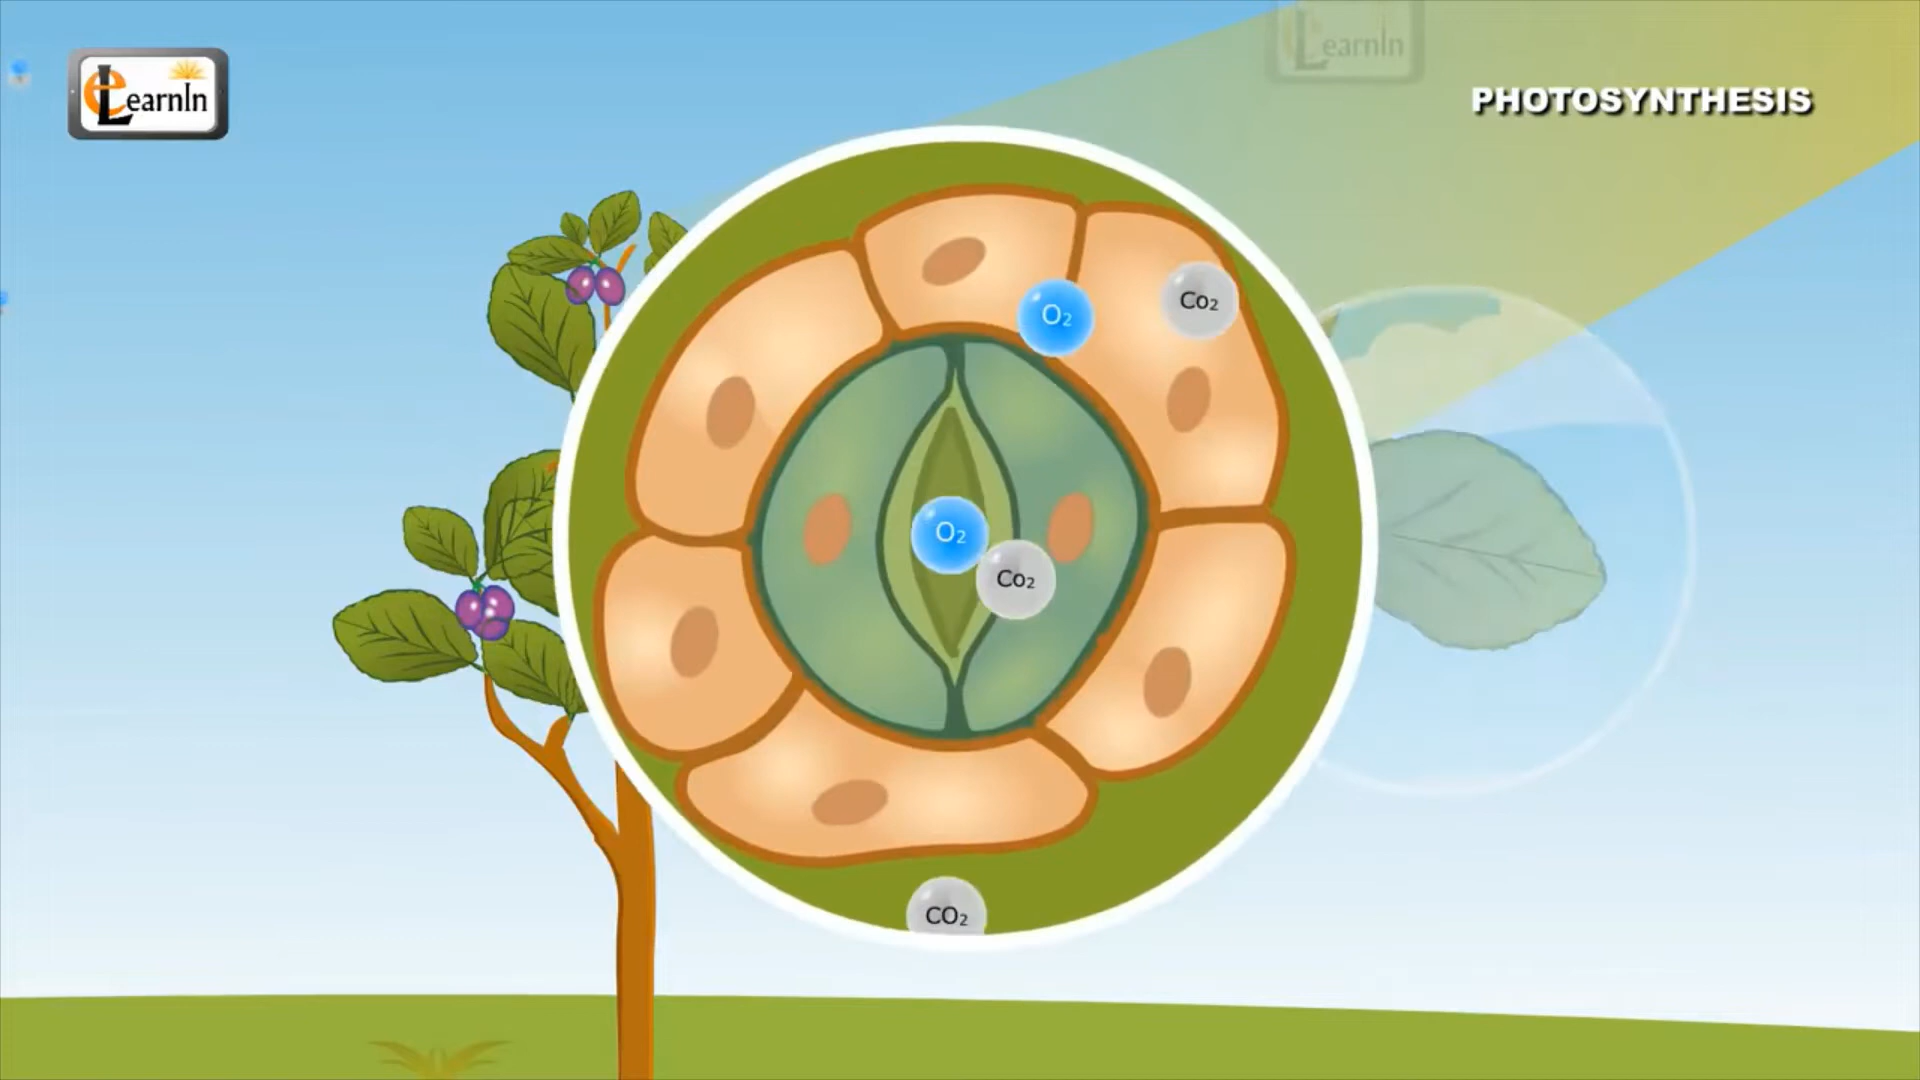 eLearnIn
LearnIn
PHOTOSYNTHESIS
O₂
Co₂
O₂
Co₂
CO₂